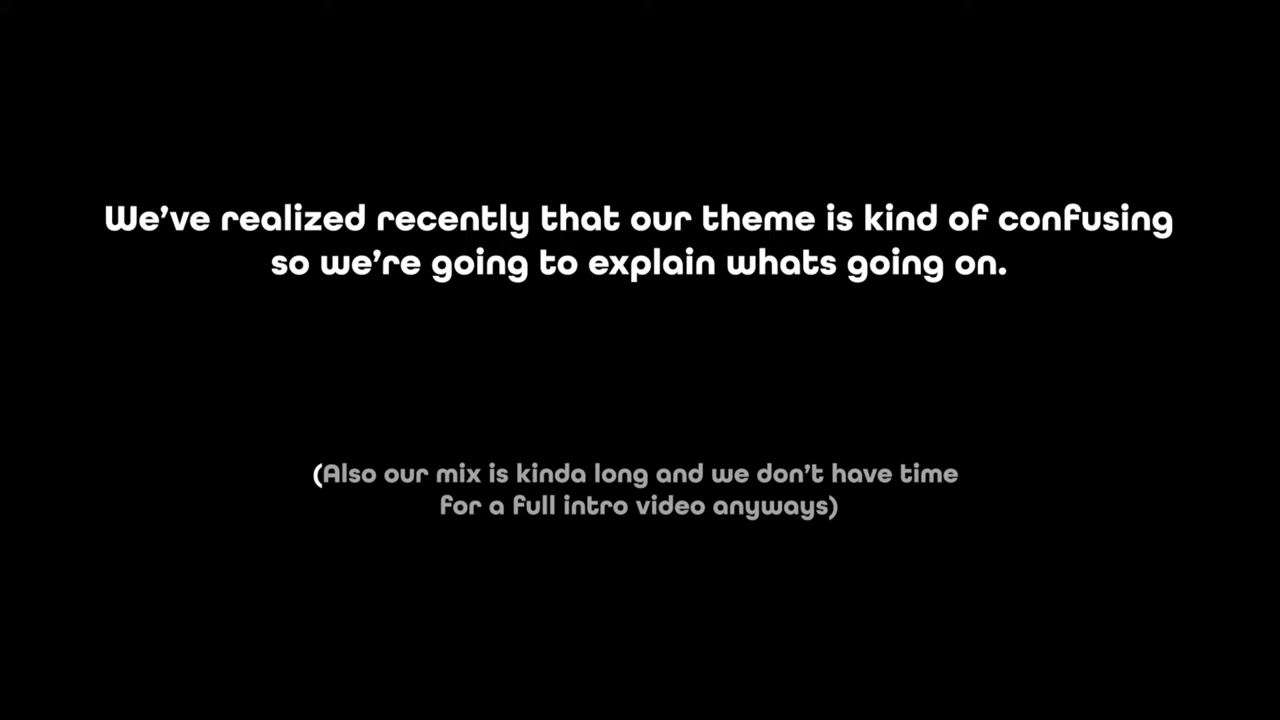 We've realized recently that our theme is kind of confusing
so we're going to explain whats going on.
(Also our mix is kinda long and we don't have time
for a full intro video anyways)